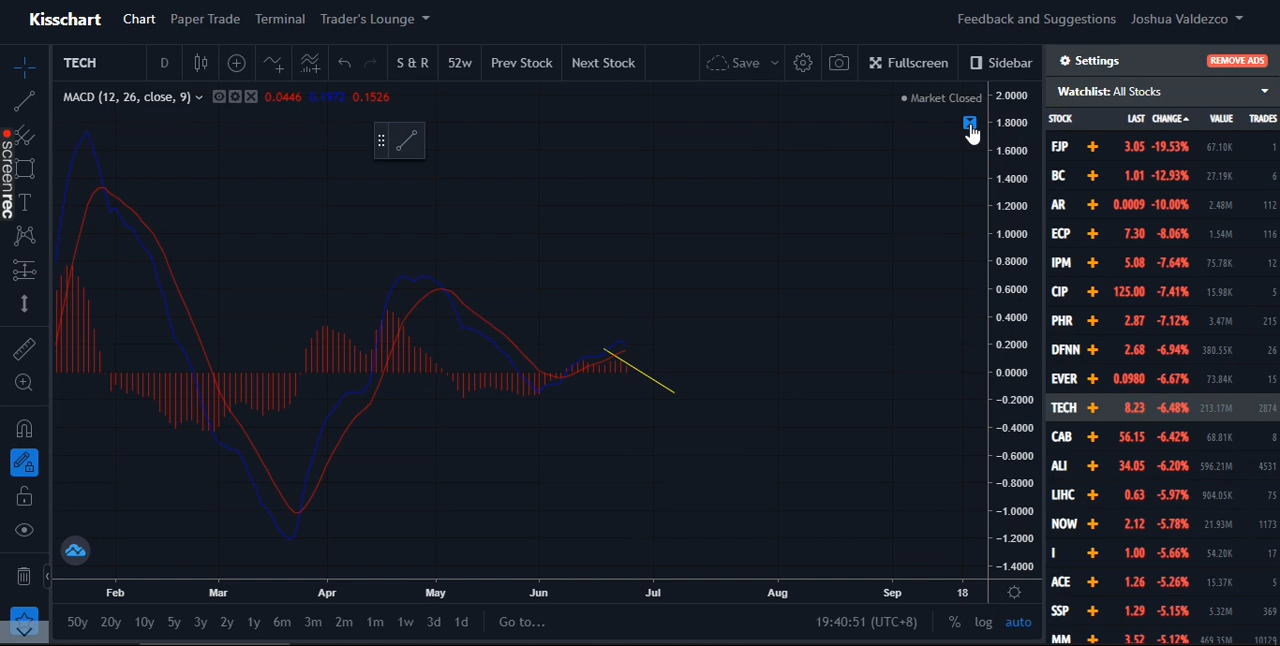 Kisschart Chart Paper Trade Terminal Trader's Lounge Feedback and Suggestions Joshua Valdezco
TECH D S & R 52w Prev Stock Next Stock Save Fullscreen Sidebar
Settings REMOVE ADS
MACD (12, 26, close, 9) 0.0446 0.1972 0.1526
Market Closed
Watchlist: All Stocks
STOCK LAST CHANGE VALUE TRADES
FJP 3.05 -19.53% 67.10K 1
BC 1.01 -12.93% 27.19K 6
AR 0.0009 -10.00% 2.48M 112
ECP 7.30 -8.06% 1.54M 116
IPM 5.08 -7.64% 75.78K 12
CIP 125.00 -7.41% 15.98K 5
PHR 2.87 -7.12% 3.47M 215
DFNN 2.68 -6.94% 380.55K 26
EVER 0.0980 -6.67% 73.84K 15
TECH 8.23 -6.48% 213.17M 2874
CAB 56.15 -6.42% 68.81K 8
ALI 34.05 -6.20% 596.21M 4531
LIHC 0.63 -5.97% 904.05K 75
NOW 2.12 -5.78% 21.93M 1173
I 1.00 -5.66% 54.20K 17
ACE 1.26 -5.26% 15.37K 5
SSP 1.29 -5.15% 5.32M 369
MM 3.52 -5.12% 469.35M 10129
screenrec
T
2.0000
1.8000
1.6000
1.4000
1.2000
1.0000
0.8000
0.6000
0.4000
0.2000
0.0000
-0.2000
-0.4000
-0.6000
-0.8000
-1.0000
-1.2000
-1.4000
Feb Mar Apr May Jun Jul Aug Sep 18
50y 20y 10y 5y 3y 2y 1y 6m 3m 2m 1m 1w 3d 1d Go to... 19:40:51 (UTC+8) % log auto